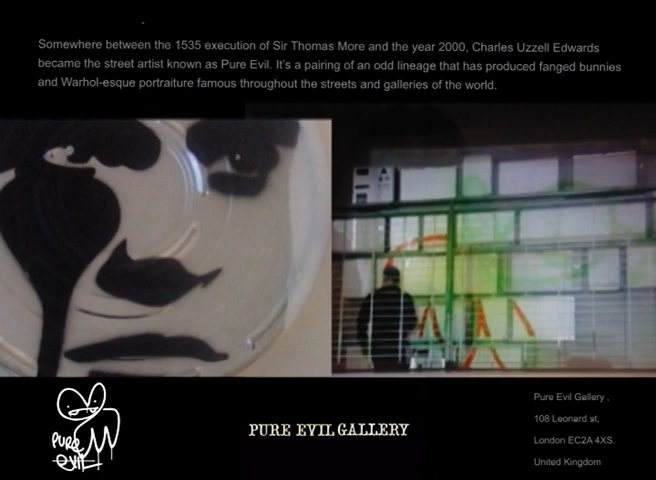 Somewhere between the 1535 execution of Sir Thomas More and the year 2000, Charles Uzzell Edwards
became the street artist known as Pure Evil. It's a pairing of an odd lineage that has produced fanged bunnies
and Warhol-esque portraiture famous throughout the streets and galleries of the world.
PURE
EVIL
PURE EVIL GALLERY
Pure Evil Gallery ,
108 Leonard st,
London EC2A 4XS.
United Kingdom